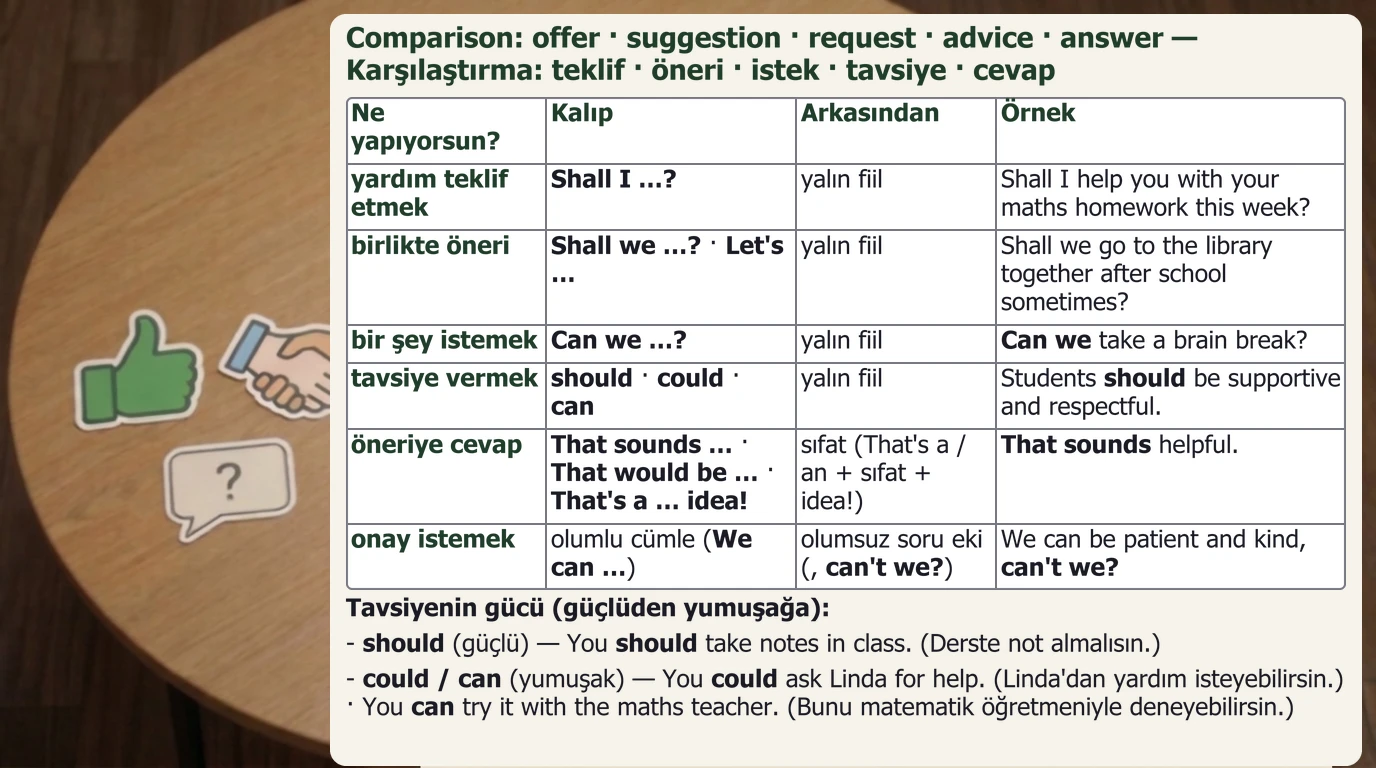 Comparison: offer · suggestion · request · advice · answer —
Karşılaştırma: teklif · öneri · istek · tavsiye · cevap
Ne yapıyorsun? Kalıp Arkasından Örnek
yardım teklif etmek Shall I …? yalın fiil Shall I help you with your maths homework this week?
birlikte öneri Shall we …? · Let's … yalın fiil Shall we go to the library together after school sometimes?
bir şey istemek Can we …? yalın fiil Can we take a brain break?
tavsiye vermek should · could · can yalın fiil Students should be supportive and respectful.
öneriye cevap That sounds … · That would be … · That's a … idea! sıfat (That's a / an + sıfat + idea!) That sounds helpful.
onay istemek olumlu cümle (We can …) olumsuz soru eki (, can't we?) We can be patient and kind, can't we?
Tavsiyenin gücü (güçlüden yumuşağa):
- should (güçlü) — You should take notes in class. (Derste not almalısın.)
- could / can (yumuşak) — You could ask Linda for help. (Linda'dan yardım isteyebilirsin.)
· You can try it with the maths teacher. (Bunu matematik öğretmeniyle deneyebilirsin.)
?